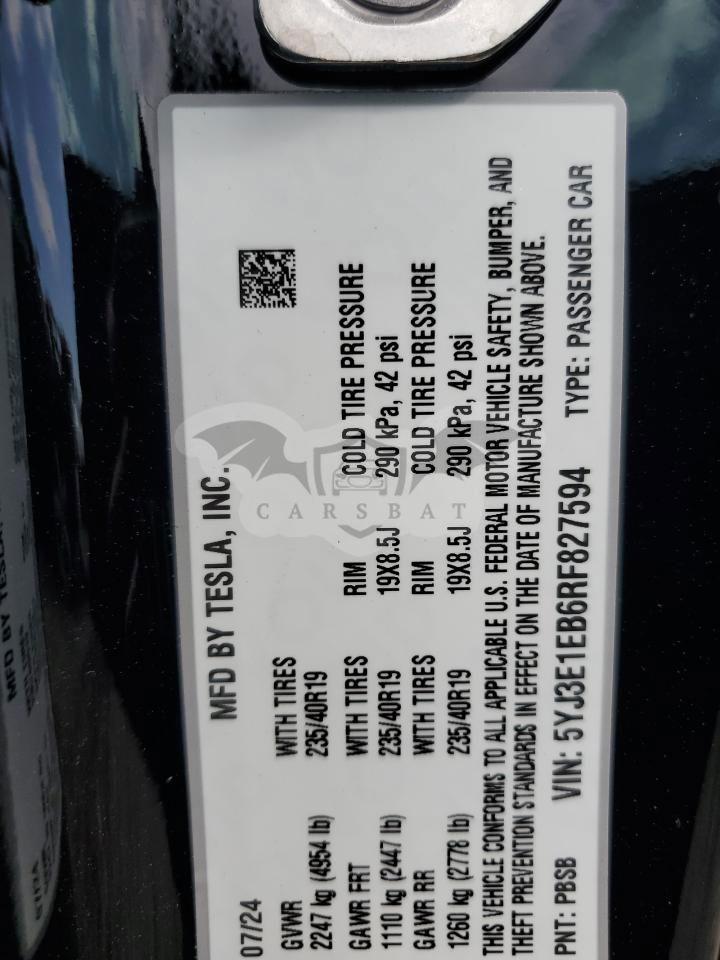 MFD BY TESLA, INC.
07/24
GVWR WITH TIRES
2247 kg (4954 lb) 235/40R19
GAWR FRT WITH TIRES RIM COLD TIRE PRESSURE
1110 kg (2447 lb) 235/40R19 19X8.5J 290 kPa, 42 psi
GAWR RR WITH TIRES RIM COLD TIRE PRESSURE
1260 kg (2778 lb) 235/40R19 19X8.5J 290 kPa, 42 psi
THIS VEHICLE CONFORMS TO ALL APPLICABLE U.S. FEDERAL MOTOR VEHICLE SAFETY, BUMPER, AND
THEFT PREVENTION STANDARDS IN EFFECT ON THE DATE OF MANUFACTURE SHOWN ABOVE.
PNT: PBSB VIN: 5YJ3E1EB6RF827594 TYPE: PASSENGER CAR
CARSBAT
MFD BY TESLA